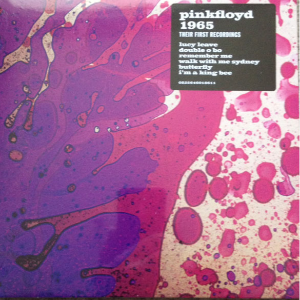 pinkfloyd
1965
THEIR FIRST RECORDINGS
lucy leave
double o bo
remember me
walk with me sydney
butterfly
i'm a king bee